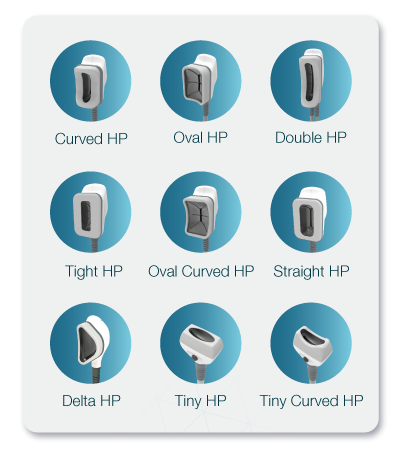 Curved HP
Oval HP
Double HP
Tight HP
Oval Curved HP
Straight HP
Delta HP
Tiny HP
Tiny Curved HP